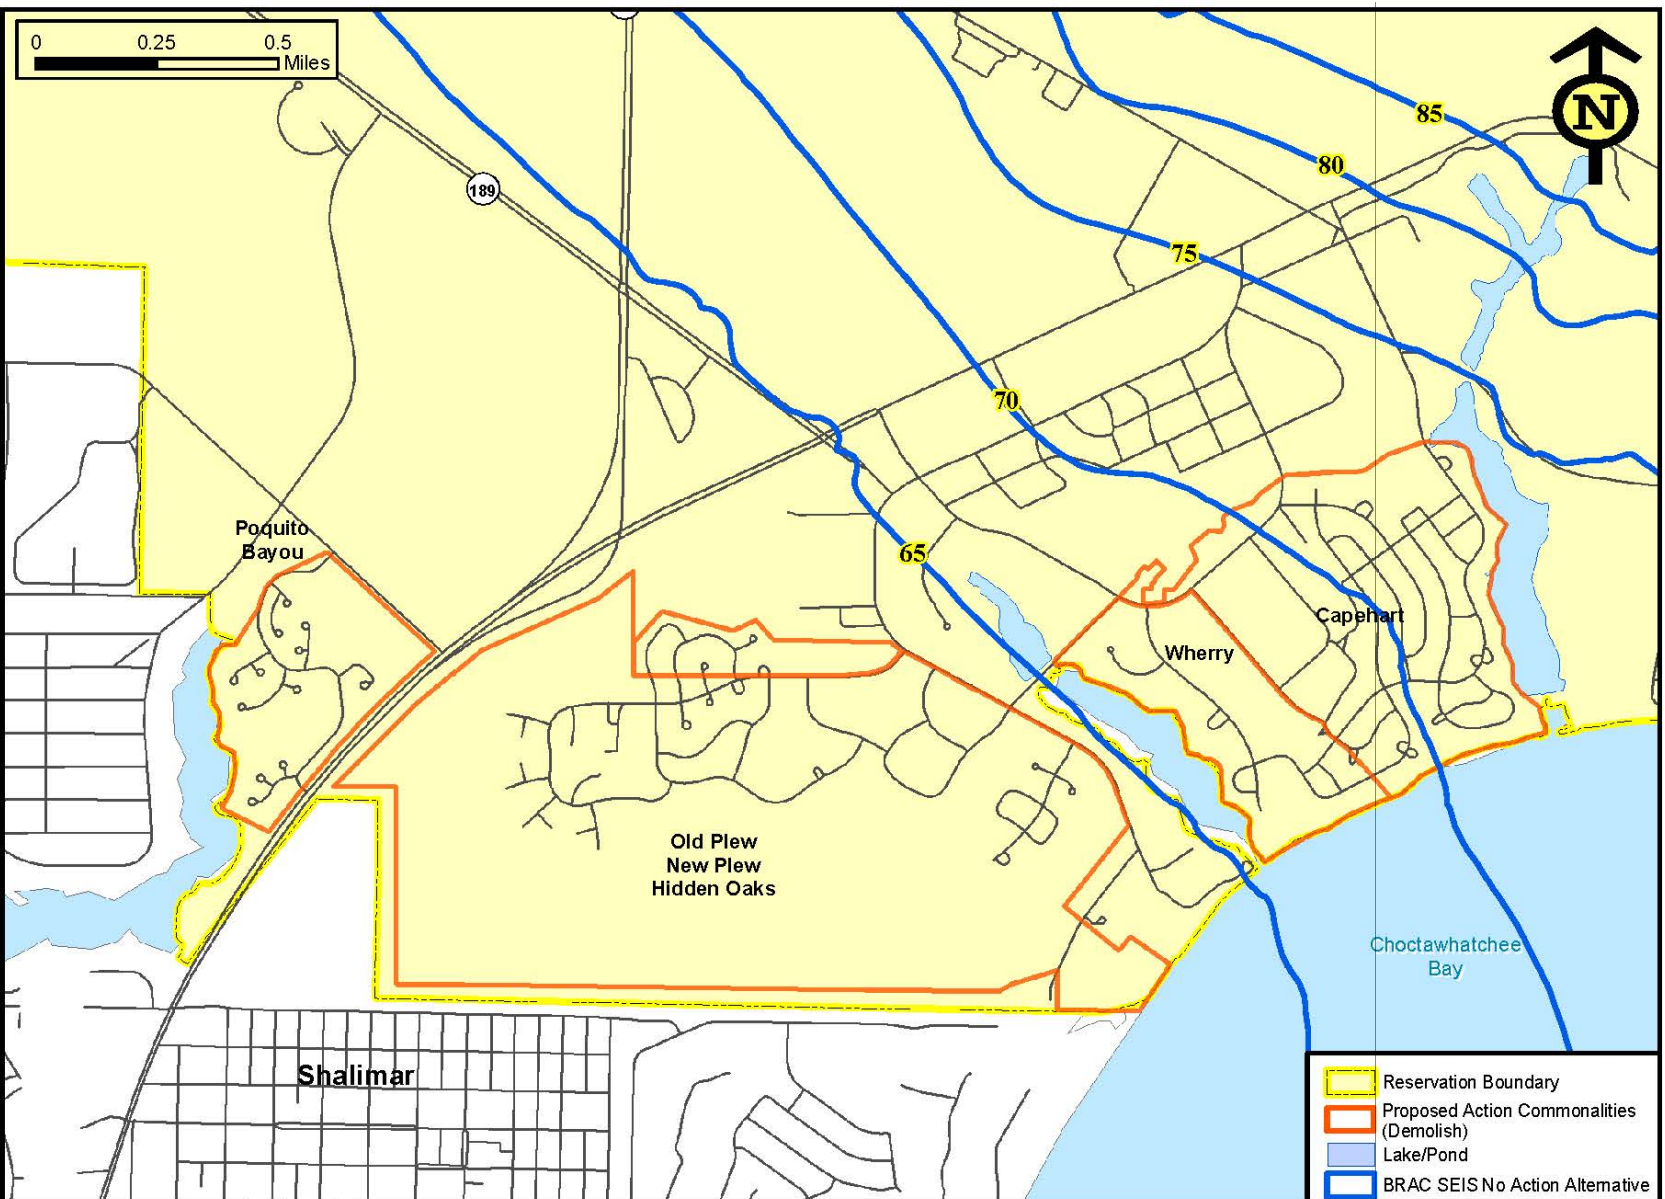 0 0.25 0.5
Miles
N
85
80
189
75
70
Poquito
Bayou
65
Capehart
Wherry
Old Plew
New Plew
Hidden Oaks
Choctawhatchee
Bay
Shalimar
Reservation Boundary
Proposed Action Commonalities
(Demolish)
Lake/Pond
BRAC SEIS No Action Alternative